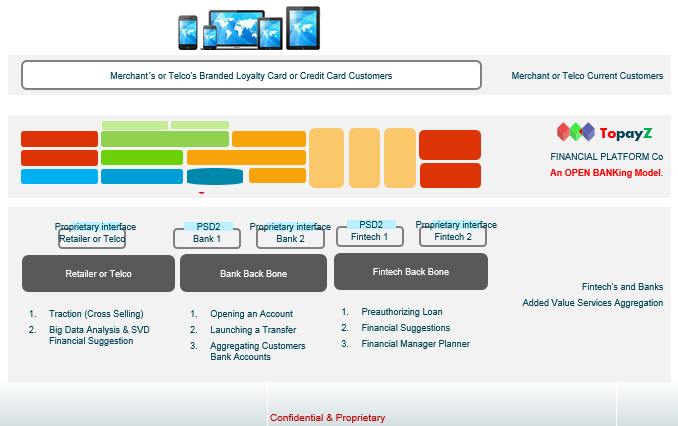 Merchant´s or Telco's Branded Loyalty Card or Credit Card Customers
Merchant or Telco Current Customers
TopayZ
FINANCIAL PLATFORM Co
An OPEN BANKing Model.
Proprietary interface
Retailer or Telco
PSD2
Bank 1
Proprietary interface
Bank 2
PSD2
Fintech 1
Proprietary interface
Fintech 2
Retailer or Telco
Bank Back Bone
Fintech Back Bone
Fintech's and Banks
Added Value Services Aggregation
1. Traction (Cross Selling)
2. Big Data Analysis & SVD
Financial Suggestion
1. Opening an Account
2. Launching a Transfer
3. Aggregating Customers
Bank Accounts
1. Preauthorizing Loan
2. Financial Suggestions
3. Financial Manager Planner
Confidential & Proprietary